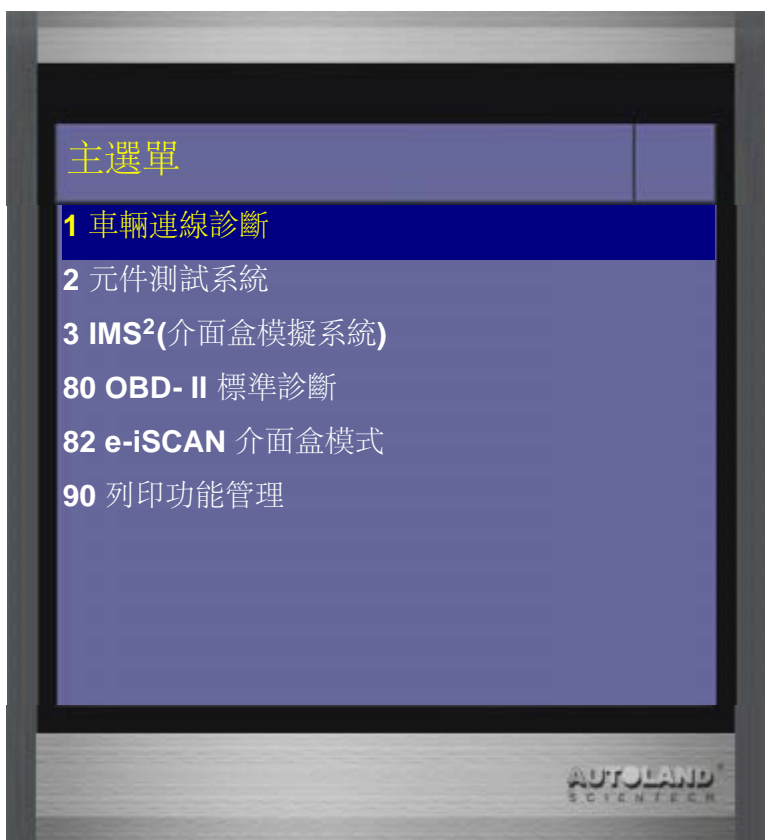 主選單
1 車輛連線診斷
2 元件測試系統
3 IMS²(介面盒模擬系統)
80 OBD- II 標準診斷
82 e-iSCAN 介面盒模式
90 列印功能管理
AUTOLAND
SCIENTECH